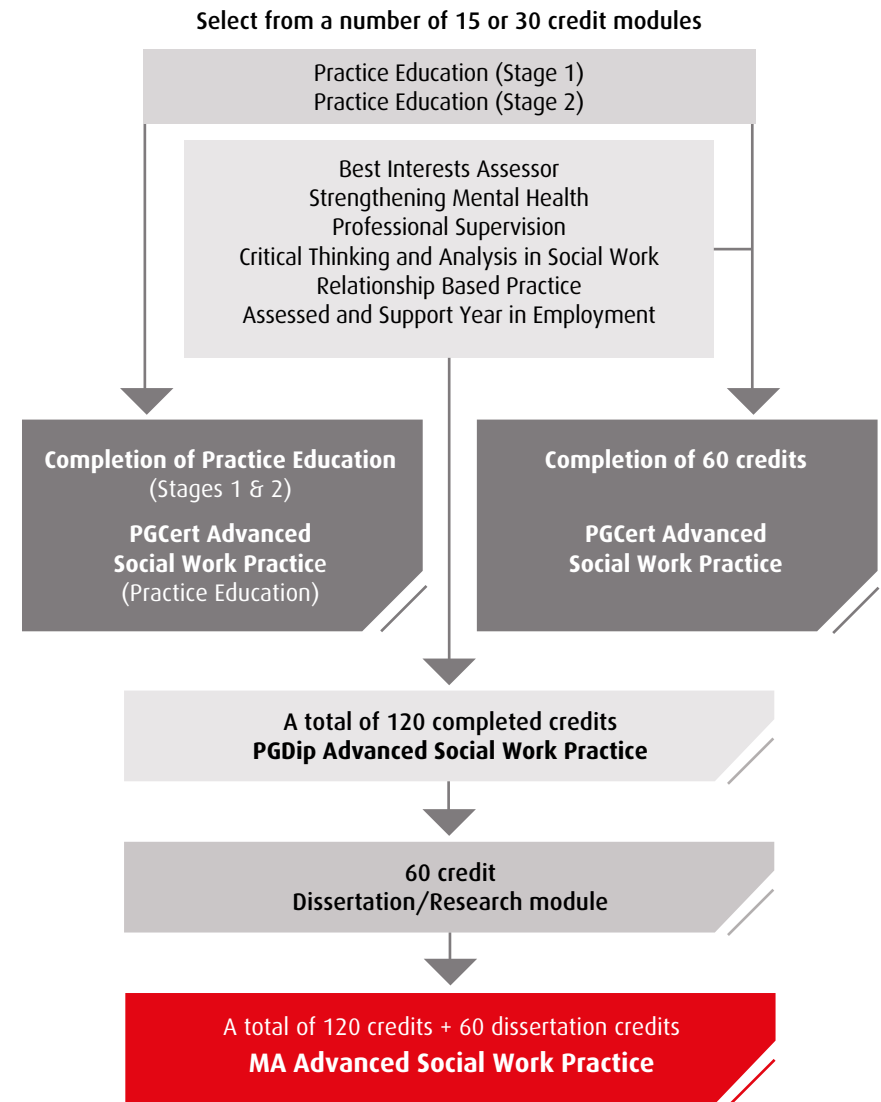 Select from a number of 15 or 30 credit modules
Practice Education (Stage 1)
Practice Education (Stage 2)
Best Interests Assessor
Strengthening Mental Health
Professional Supervision
Critical Thinking and Analysis in Social Work
Relationship Based Practice
Assessed and Support Year in Employment
Completion of Practice Education
(Stages 1 & 2)
PGCert Advanced
Social Work Practice
(Practice Education)
Completion of 60 credits
PGCert Advanced
Social Work Practice
A total of 120 completed credits
PGDip Advanced Social Work Practice
60 credit
Dissertation/Research module
A total of 120 credits + 60 dissertation credits
MA Advanced Social Work Practice